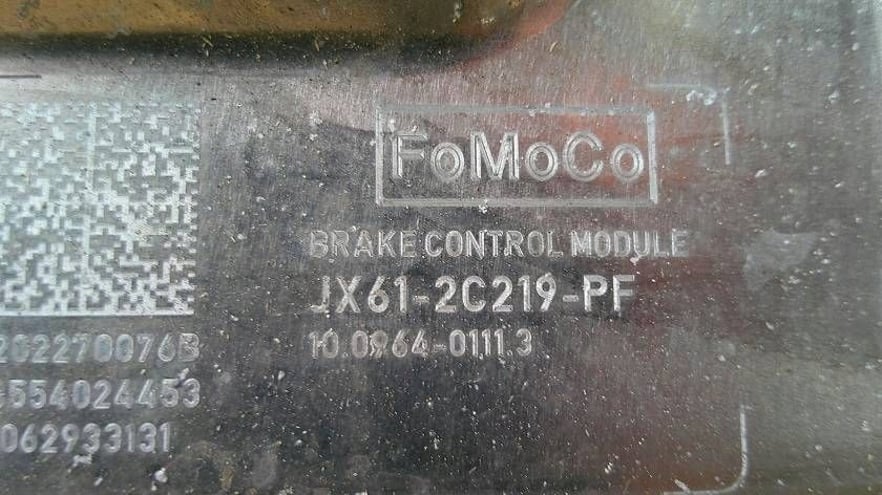 FoMoCo
BRAKE CONTROL MODULE
JX61-2C219-PF
10.0964-0111.3
202270076B
554024453
062933131